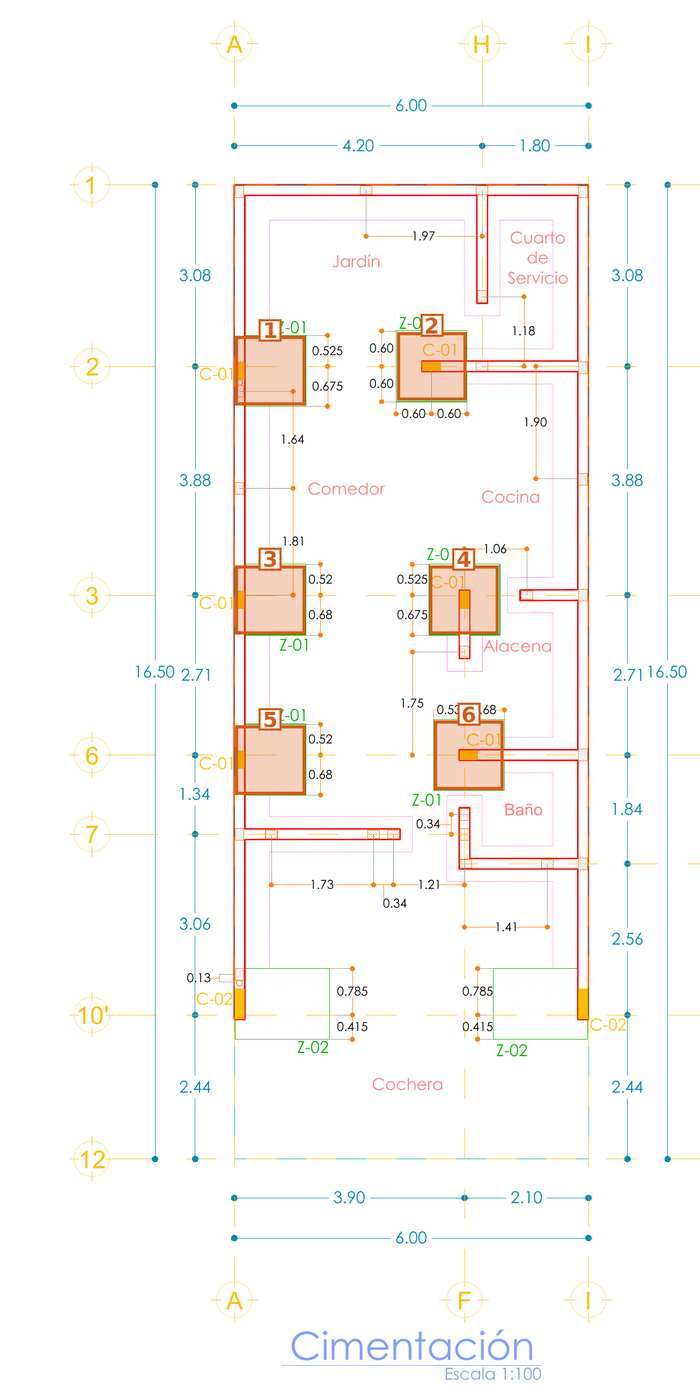 A H I
6.00
4.20 1.80
1
1.97
Cuarto
de
Servicio
Jardín
3.08 3.08
1.18
1 Z-01 2
0.525 0.60 C-01
2 C-01
0.675 0.60
0.60 0.60
1.90
1.64
3.88 3.88
Comedor Cocina
1.81
3 4 1.06
0.52 0.525 C-01
3 C-01
0.68 0.675
Z-01 Alacena
16.50 2.71 2.71 16.50
1.75
5 Z-01 6
0.52 C-01
6 C-01
0.68
1.34 Z-01 Baño 1.84
7 0.34
1.73 1.21
0.34
3.06 1.41 2.56
0.13
C-02 0.785 0.785
10' C-02
0.415 0.415
Z-02 Z-02
2.44 Cochera 2.44
12
3.90 2.10
6.00
A F I
Cimentación
Escala 1:100